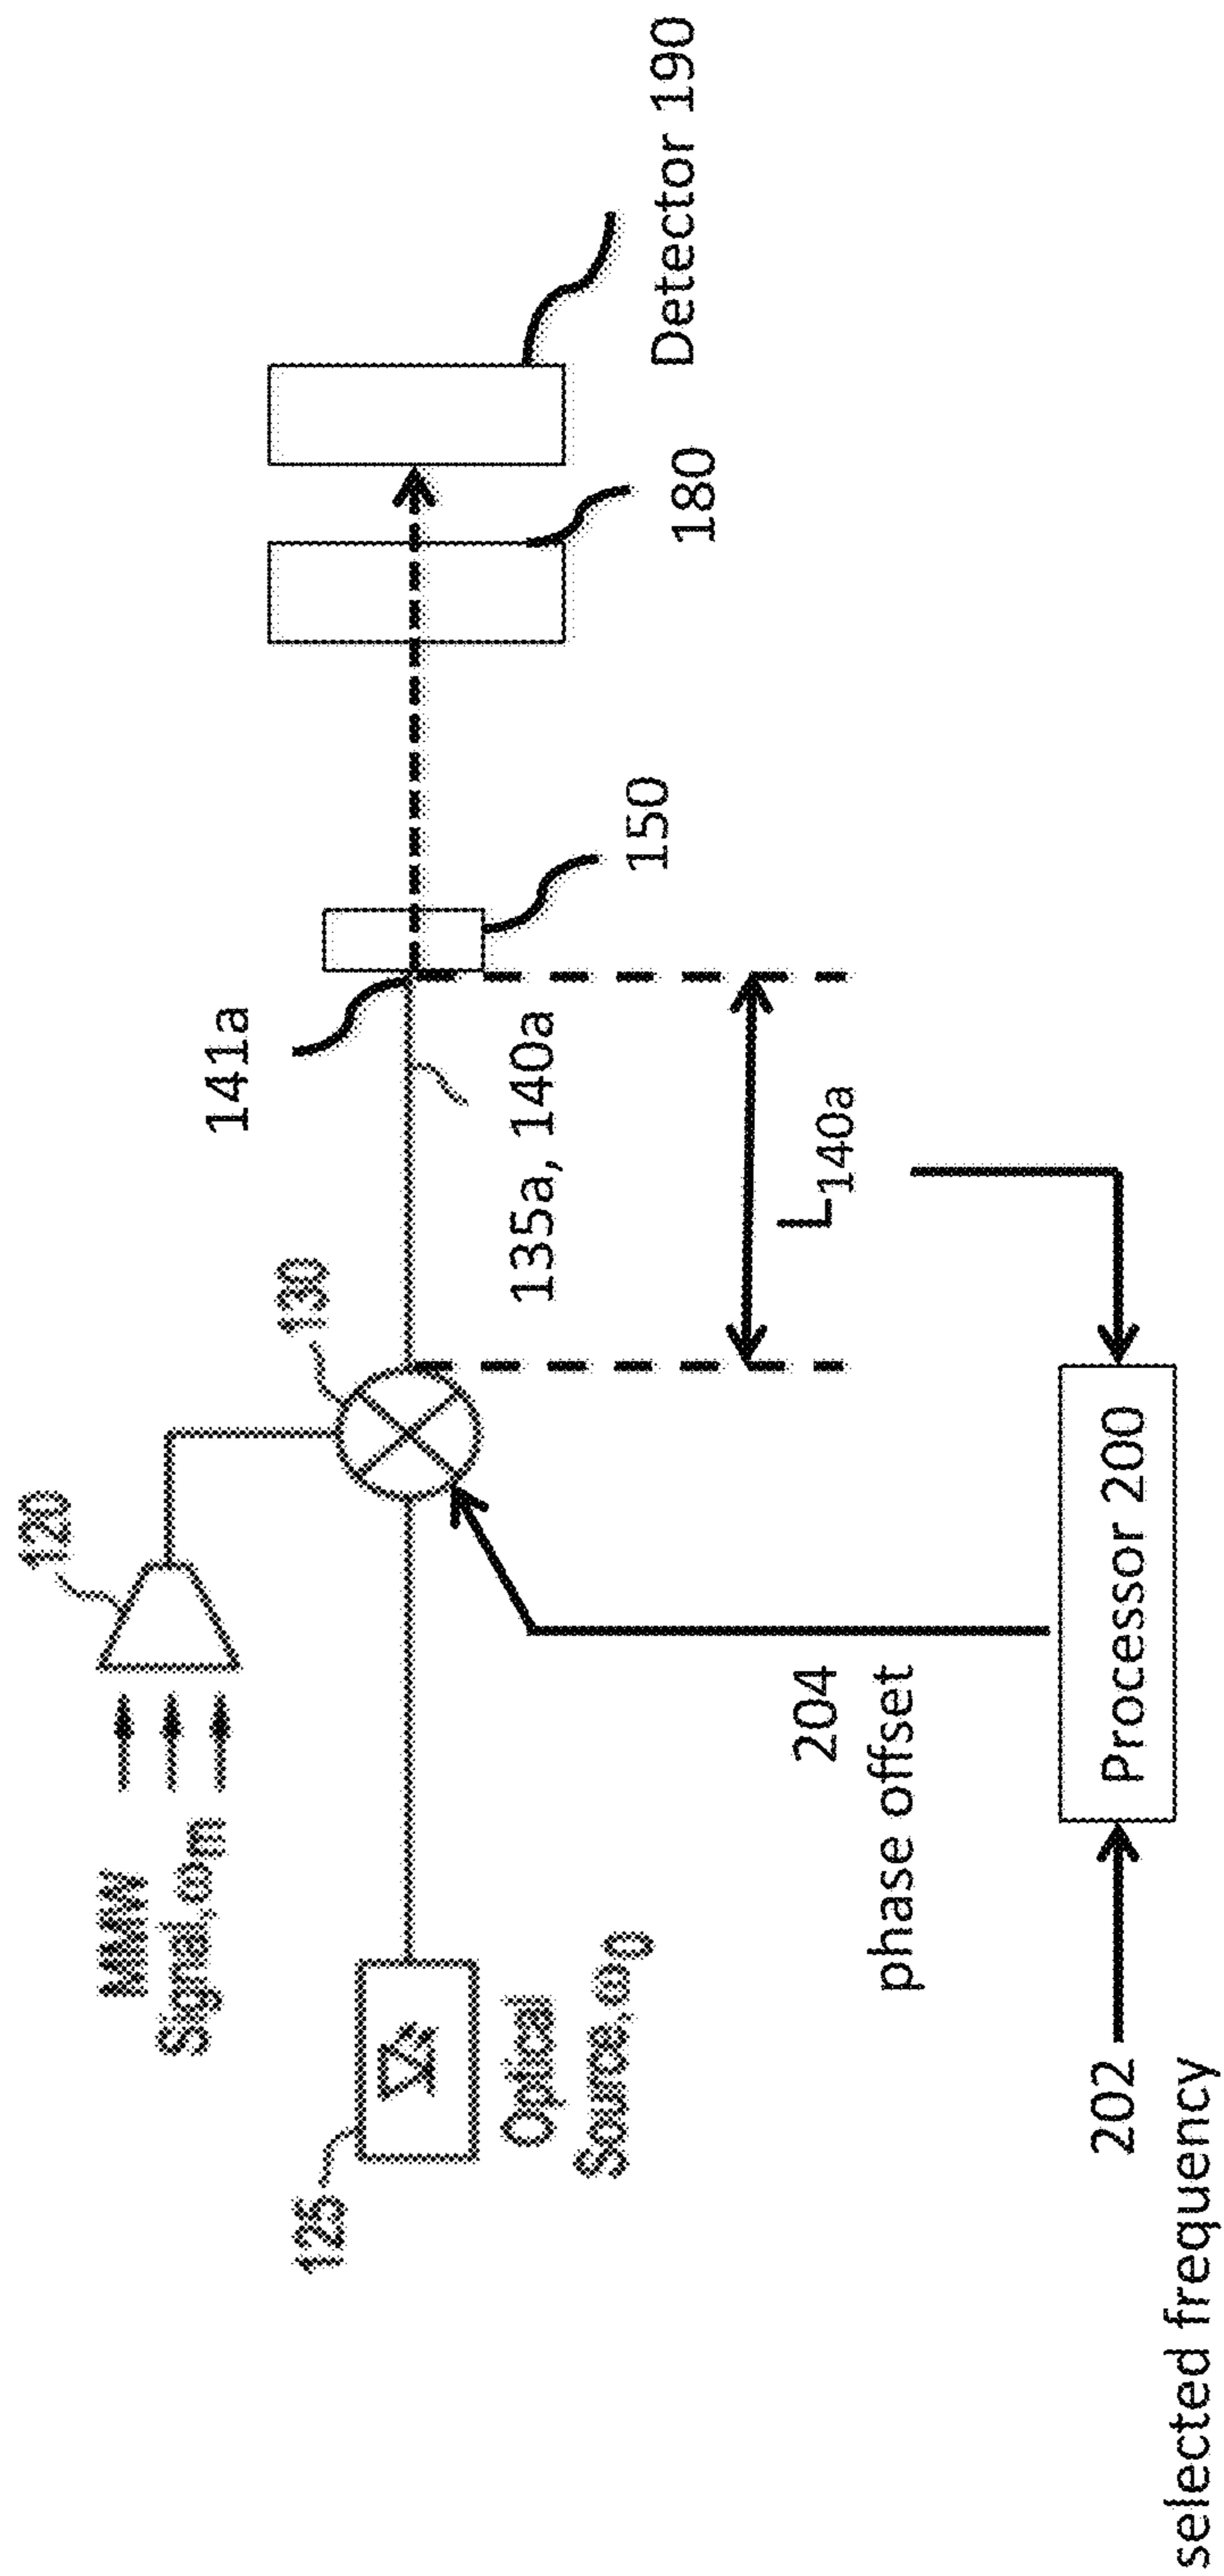 120
MMW
Signal, ωm
130
125
Optical
Source, ω0
141a
135a, 140a
150
180
Detector 190
L140a
204
phase offset
Processor 200
202
selected frequency